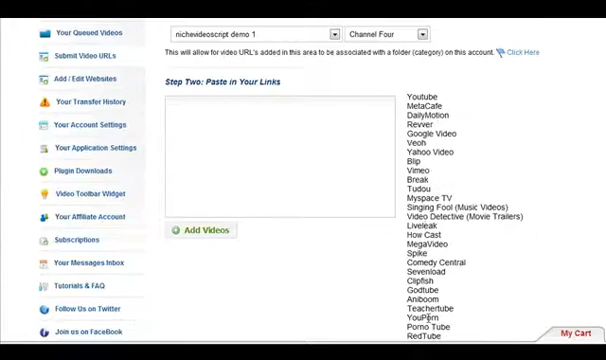 Your Queued Videos
Submit Video URLs
Add / Edit Websites
Your Transfer History
Your Account Settings
Your Application Settings
Plugin Downloads
Video Toolbar Widget
Your Affiliate Account
Subscriptions
Your Messages Inbox
Tutorials & FAQ
Follow Us on Twitter
Join us on FaceBook
nichevideoscript demo 1
Channel Four
This will allow for video URL's added in this area to be associated with a folder (category) on this account. Click Here
Step Two: Paste in Your Links
Add Videos
Youtube
MetaCafe
DailyMotion
Revver
Google Video
Veoh
Yahoo Video
Blip
Vimeo
Break
Tudou
Myspace TV
Singing Fool (Music Videos)
Video Detective (Movie Trailers)
Liveleak
How Cast
MegaVideo
Spike
Comedy Central
Sevenload
Clipfish
Godtube
Aniboom
Teachertube
YouPorn
Porno Tube
RedTube
My Cart